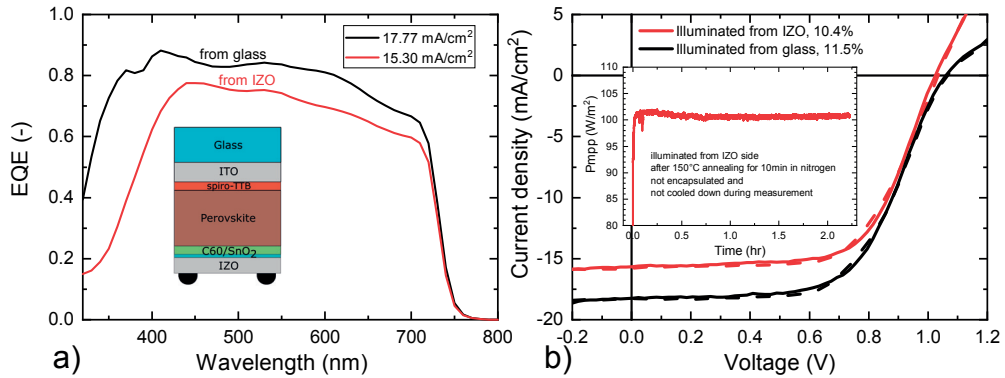 EQE (-)
1.0
0.8
0.6
0.4
0.2
0.0
from glass
from IZO
17.77 mA/cm²
15.30 mA/cm²
Glass
ITO
spiro-TTB
Perovskite
C60/SnO₂
IZO
400 500 600 700 800
Wavelength (nm)
a)
Current density (mA/cm²)
5
0
-5
-10
-15
-20
Illuminated from IZO, 10.4%
Illuminated from glass, 11.5%
Pmpp (W/m²)
110
105
100
95
90
85
80
illuminated from IZO side
after 150°C annealing for 10min in nitrogen
not encapsulated and
not cooled down during measurement
0.0 0.5 1.0 1.5 2.0
Time (hr)
-0.2 0.0 0.2 0.4 0.6 0.8 1.0 1.2
Voltage (V)
b)